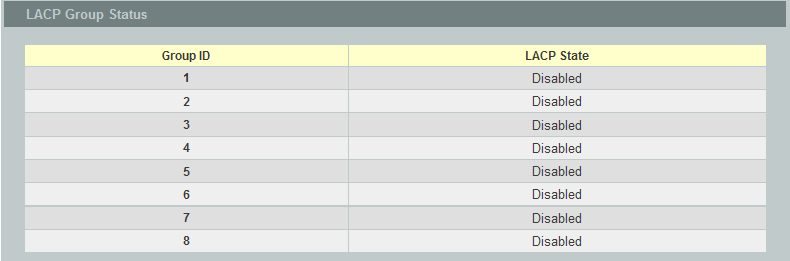 LACP Group Status
Group ID LACP State
1 Disabled
2 Disabled
3 Disabled
4 Disabled
5 Disabled
6 Disabled
7 Disabled
8 Disabled